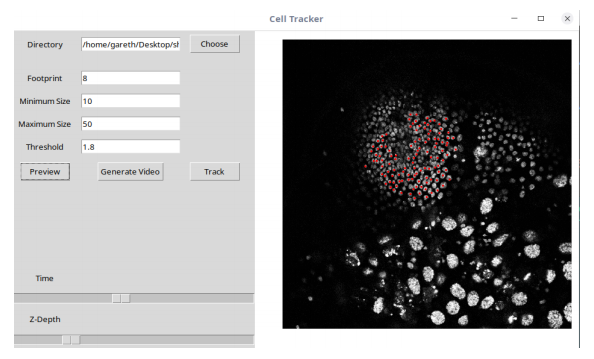 Cell Tracker
Directory /home/gareth/Desktop/sl Choose
Footprint 8
Minimum Size 10
Maximum Size 50
Threshold 1.8
Preview Generate Video Track
Time
Z-Depth